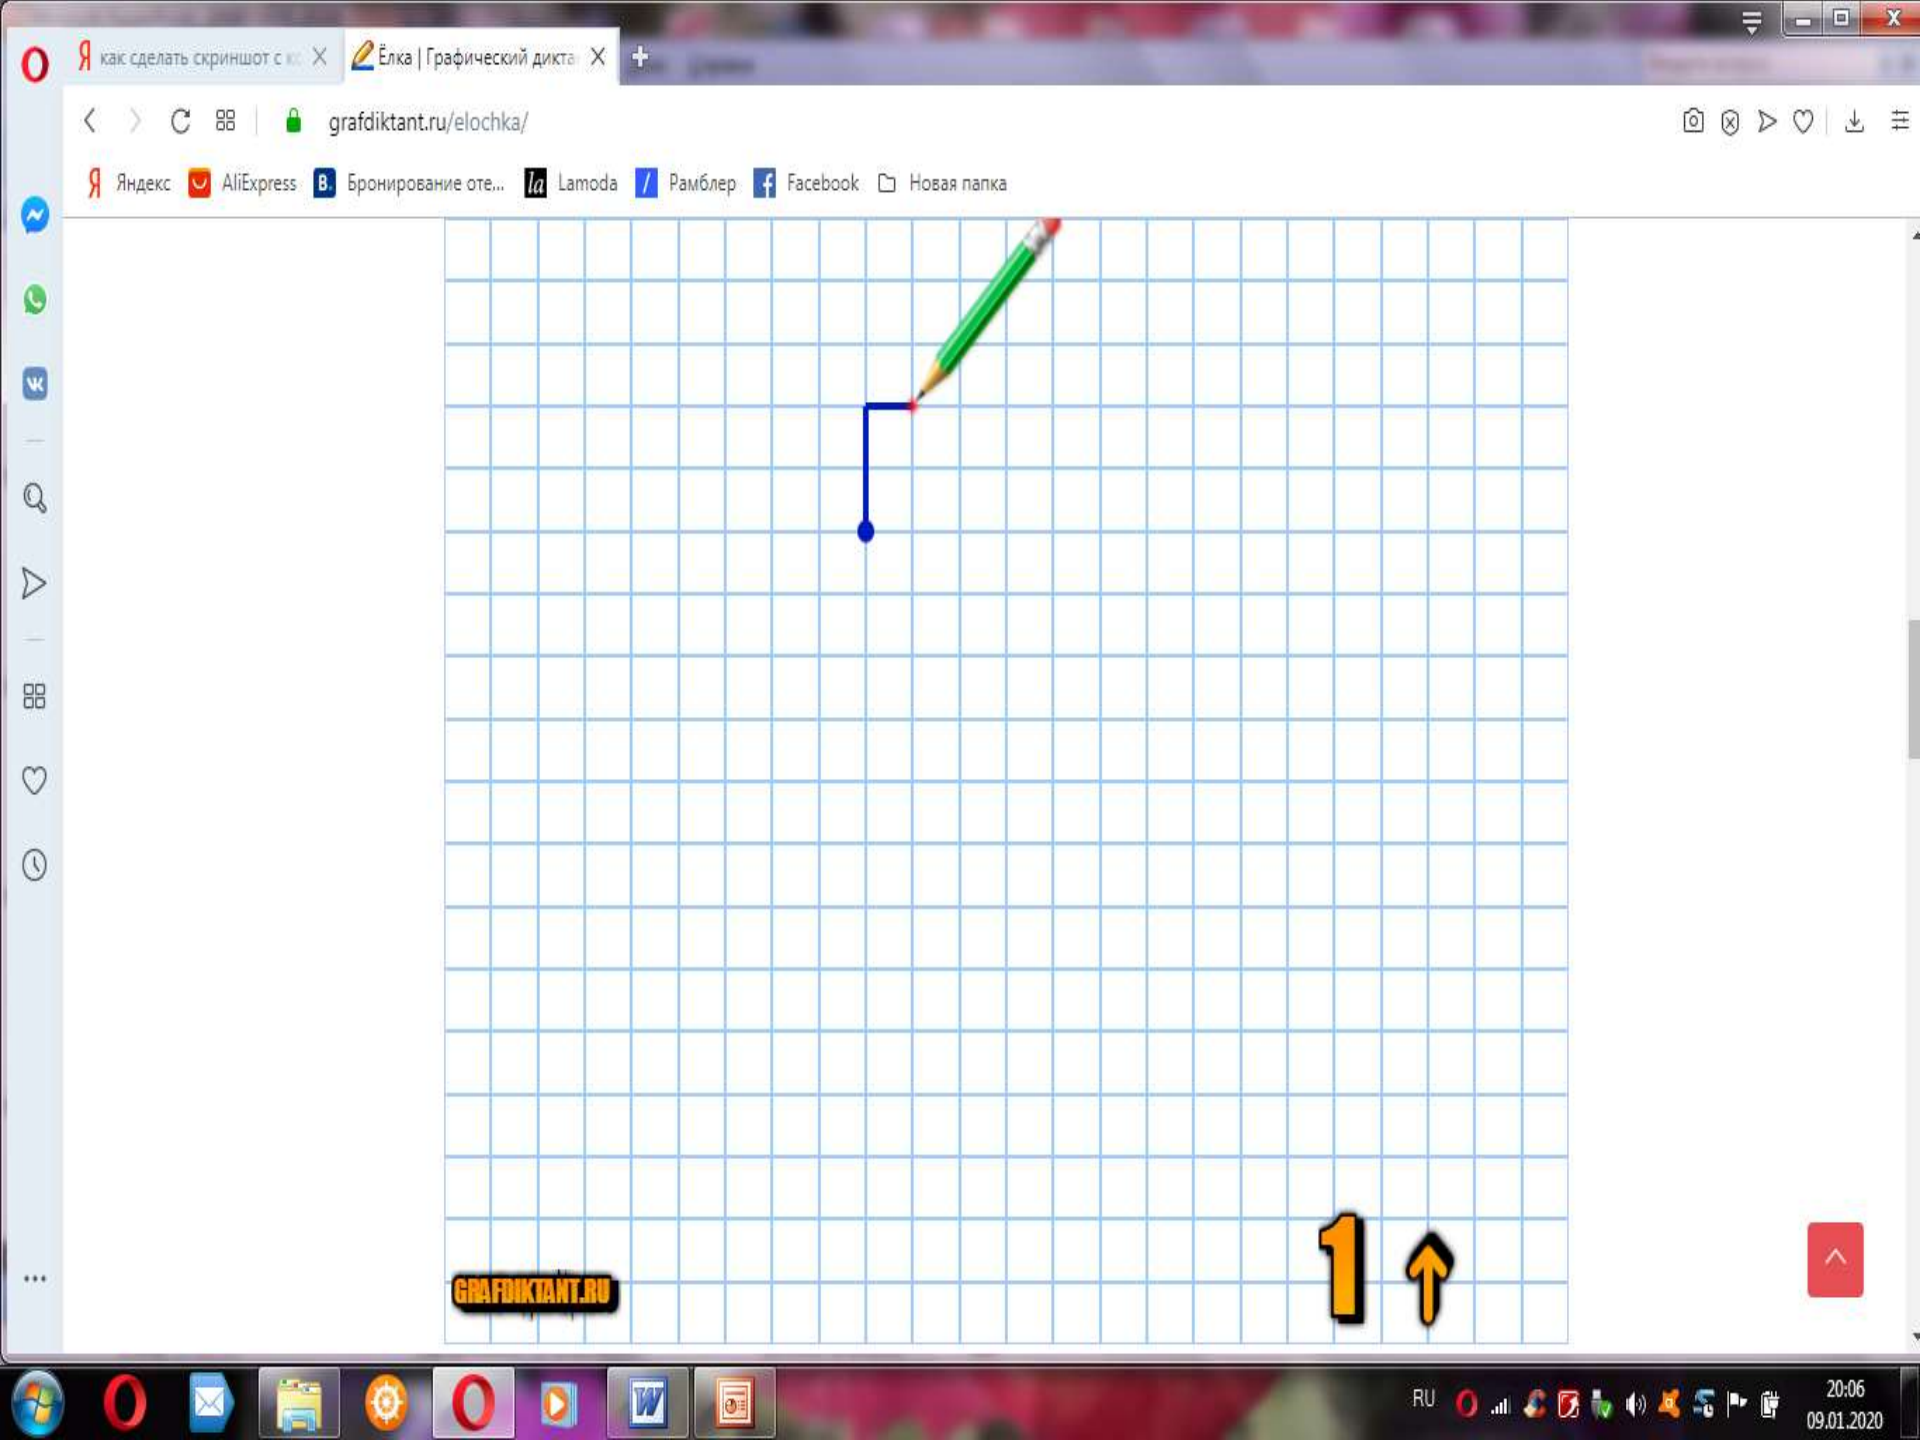 как сделать скриншот с к
Ёлка | Графический дикта
grafdiktant.ru/elochka/
Яндекс
AliExpress
Бронирование оте...
la Lamoda
Рамблер
Facebook
Новая папка
GRAFDIKTANT.RU
1
RU
20:06
09.01.2020